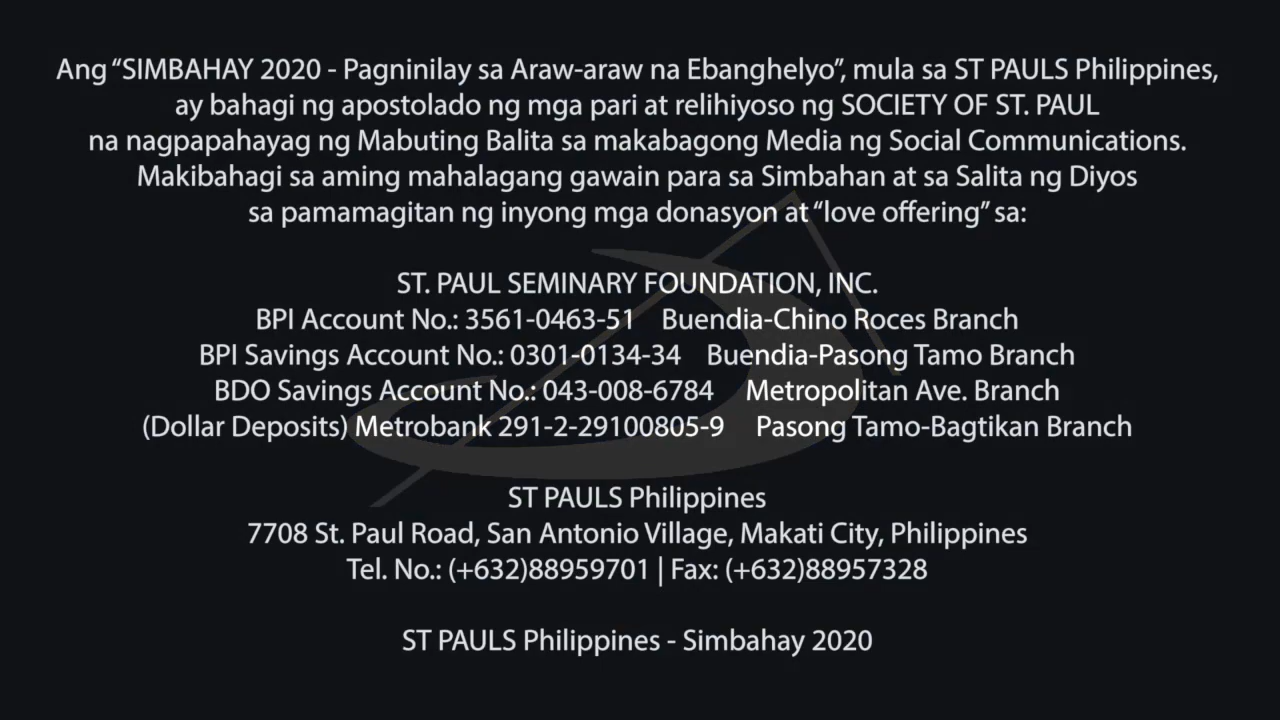 Ang “SIMBAHAY 2020 - Pagninilay sa Araw-araw na Ebanghelyo”, mula sa ST PAULS Philippines,
ay bahagi ng apostolado ng mga pari at relihiyoso ng SOCIETY OF ST. PAUL
na nagpapahayag ng Mabuting Balita sa makabagong Media ng Social Communications.
Makibahagi sa aming mahalagang gawain para sa Simbahan at sa Salita ng Diyos
sa pamamagitan ng inyong mga donasyon at “love offering” sa:
ST. PAUL SEMINARY FOUNDATION, INC.
BPI Account No.: 3561-0463-51 Buendia-Chino Roces Branch
BPI Savings Account No.: 0301-0134-34 Buendia-Pasong Tamo Branch
BDO Savings Account No.: 043-008-6784 Metropolitan Ave. Branch
(Dollar Deposits) Metrobank 291-2-29100805-9 Pasong Tamo-Bagtikan Branch
ST PAULS Philippines
7708 St. Paul Road, San Antonio Village, Makati City, Philippines
Tel. No.: (+632)88959701 | Fax: (+632)88957328
ST PAULS Philippines - Simbahay 2020